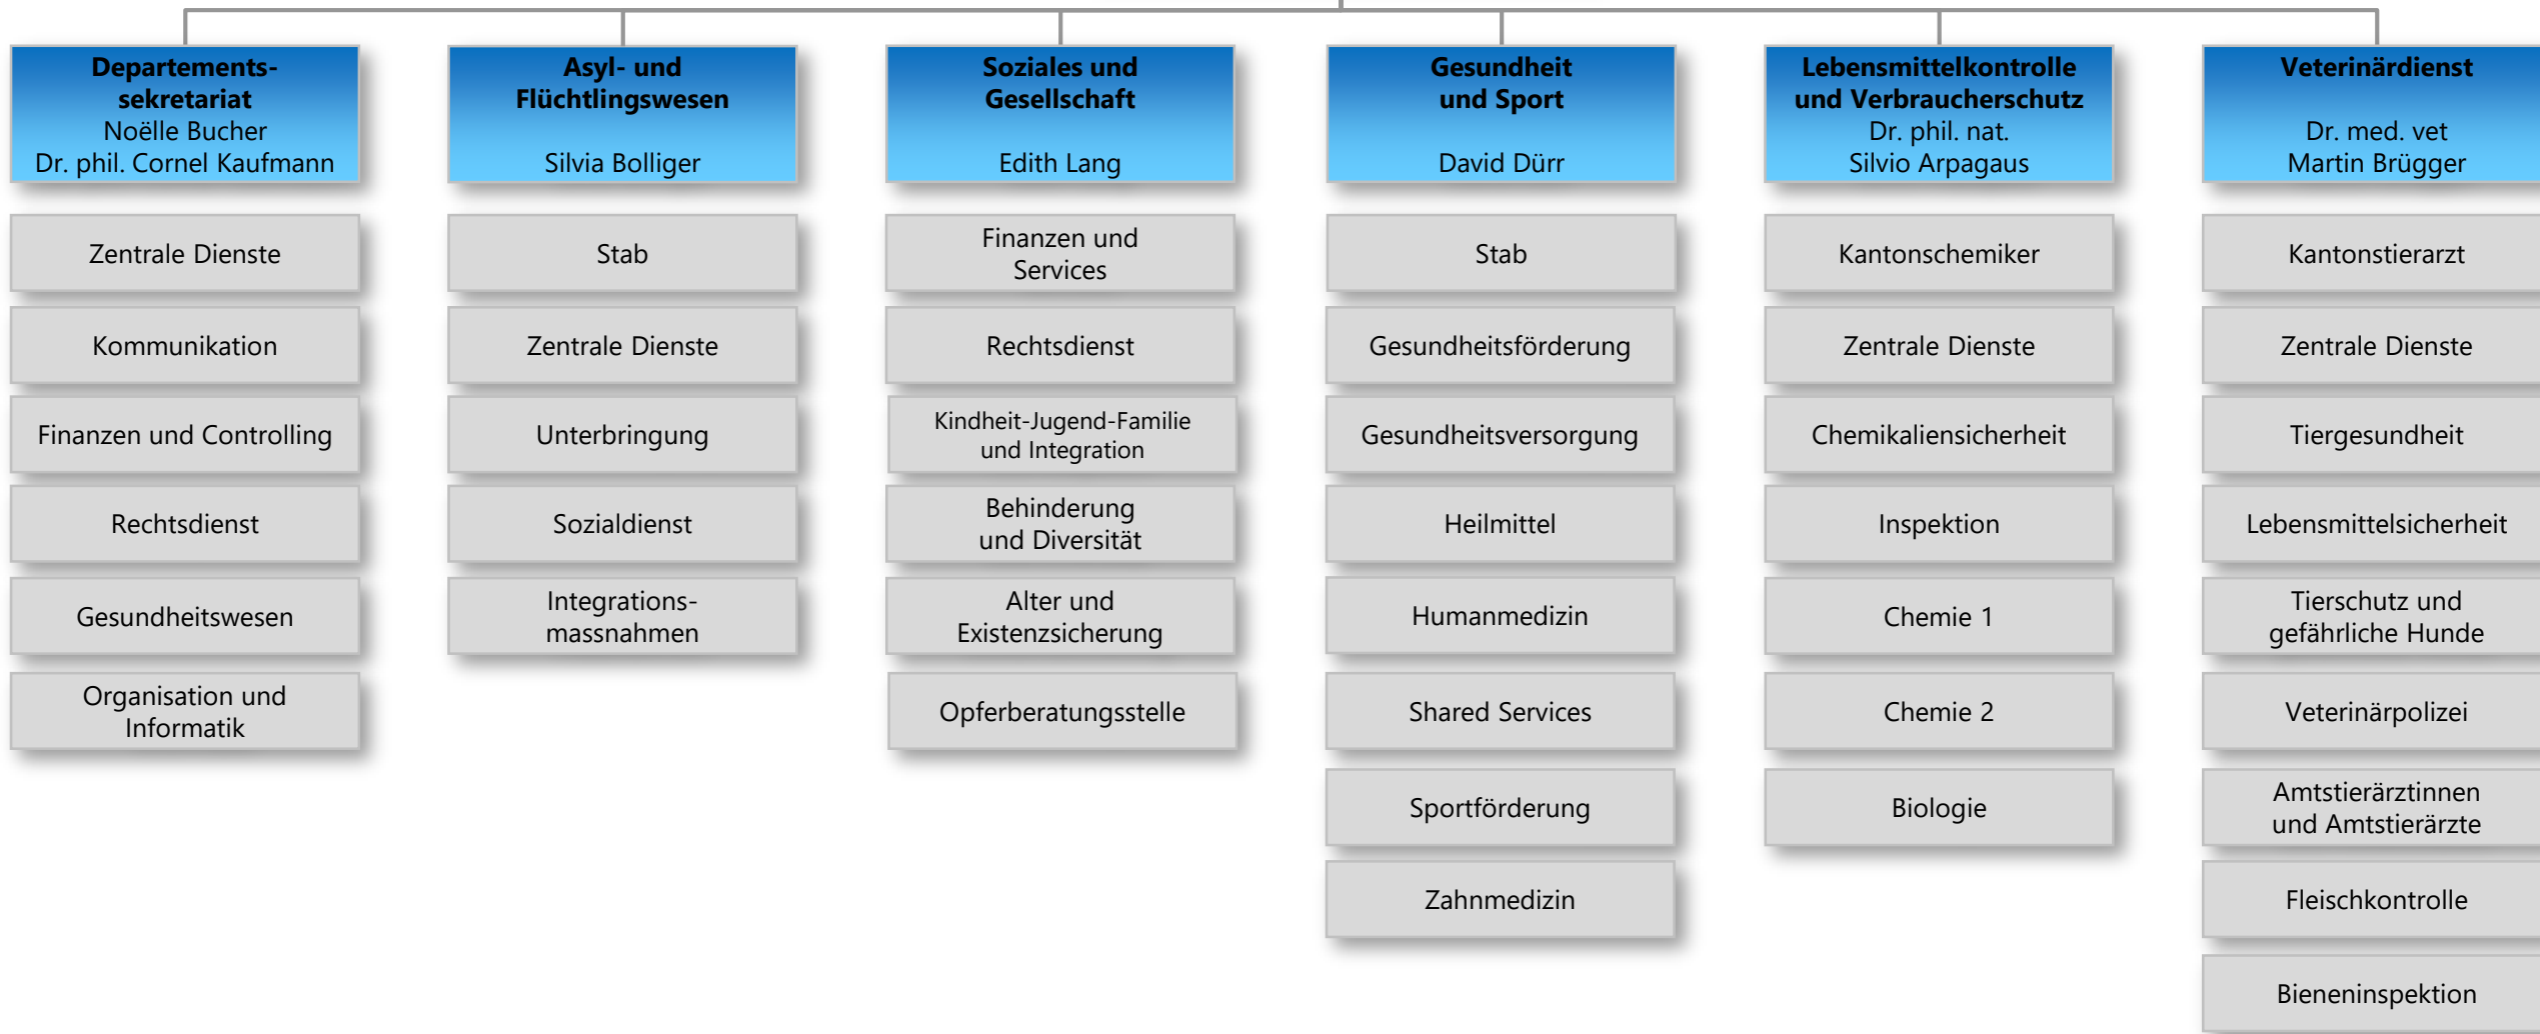 Departements-
sekretariat
Noëlle Bucher
Dr. phil. Cornel Kaufmann
Zentrale Dienste
Kommunikation
Finanzen und Controlling
Rechtsdienst
Gesundheitswesen
Organisation und
Informatik
Asyl- und
Flüchtlingswesen
Silvia Bolliger
Stab
Zentrale Dienste
Unterbringung
Sozialdienst
Integrations-
massnahmen
Soziales und
Gesellschaft
Edith Lang
Finanzen und
Services
Rechtsdienst
Kindheit-Jugend-Familie
und Integration
Behinderung
und Diversität
Alter und
Existenzsicherung
Opferberatungsstelle
Gesundheit
und Sport
David Dürr
Stab
Gesundheitsförderung
Gesundheitsversorgung
Heilmittel
Humanmedizin
Shared Services
Sportförderung
Zahnmedizin
Lebensmittelkontrolle
und Verbraucherschutz
Dr. phil. nat.
Silvio Arpagaus
Kantonschemiker
Zentrale Dienste
Chemikaliensicherheit
Inspektion
Chemie 1
Chemie 2
Biologie
Veterinärdienst
Dr. med. vet
Martin Brügger
Kantonstierarzt
Zentrale Dienste
Tiergesundheit
Lebensmittelsicherheit
Tierschutz und
gefährliche Hunde
Veterinärpolizei
Amtstierärztinnen
und Amtstierärzte
Fleischkontrolle
Bieneninspektion